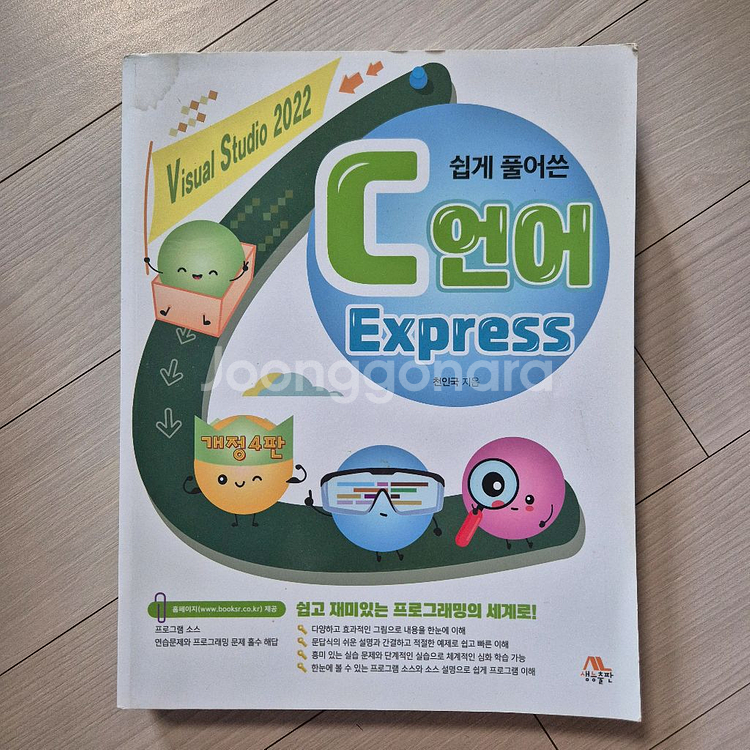 Visual Studio 2022
쉽게 풀어쓴
C 언어
Express
천인국 지음
Joonggonara
개정4판
홈페이지(www.booksr.co.kr) 제공
프로그램 소스
연습문제와 프로그래밍 문제 홀수 해답
쉽고 재미있는 프로그래밍의 세계로!
다양하고 효과적인 그림으로 내용을 한눈에 이해
문답식의 쉬운 설명과 간결하고 적절한 예제로 쉽고 빠른 이해
흥미 있는 실습 문제와 단계적인 실습으로 체계적인 심화 학습 가능
한눈에 볼 수 있는 프로그램 소스와 소스 설명으로 쉽게 프로그램 이해
생능출판